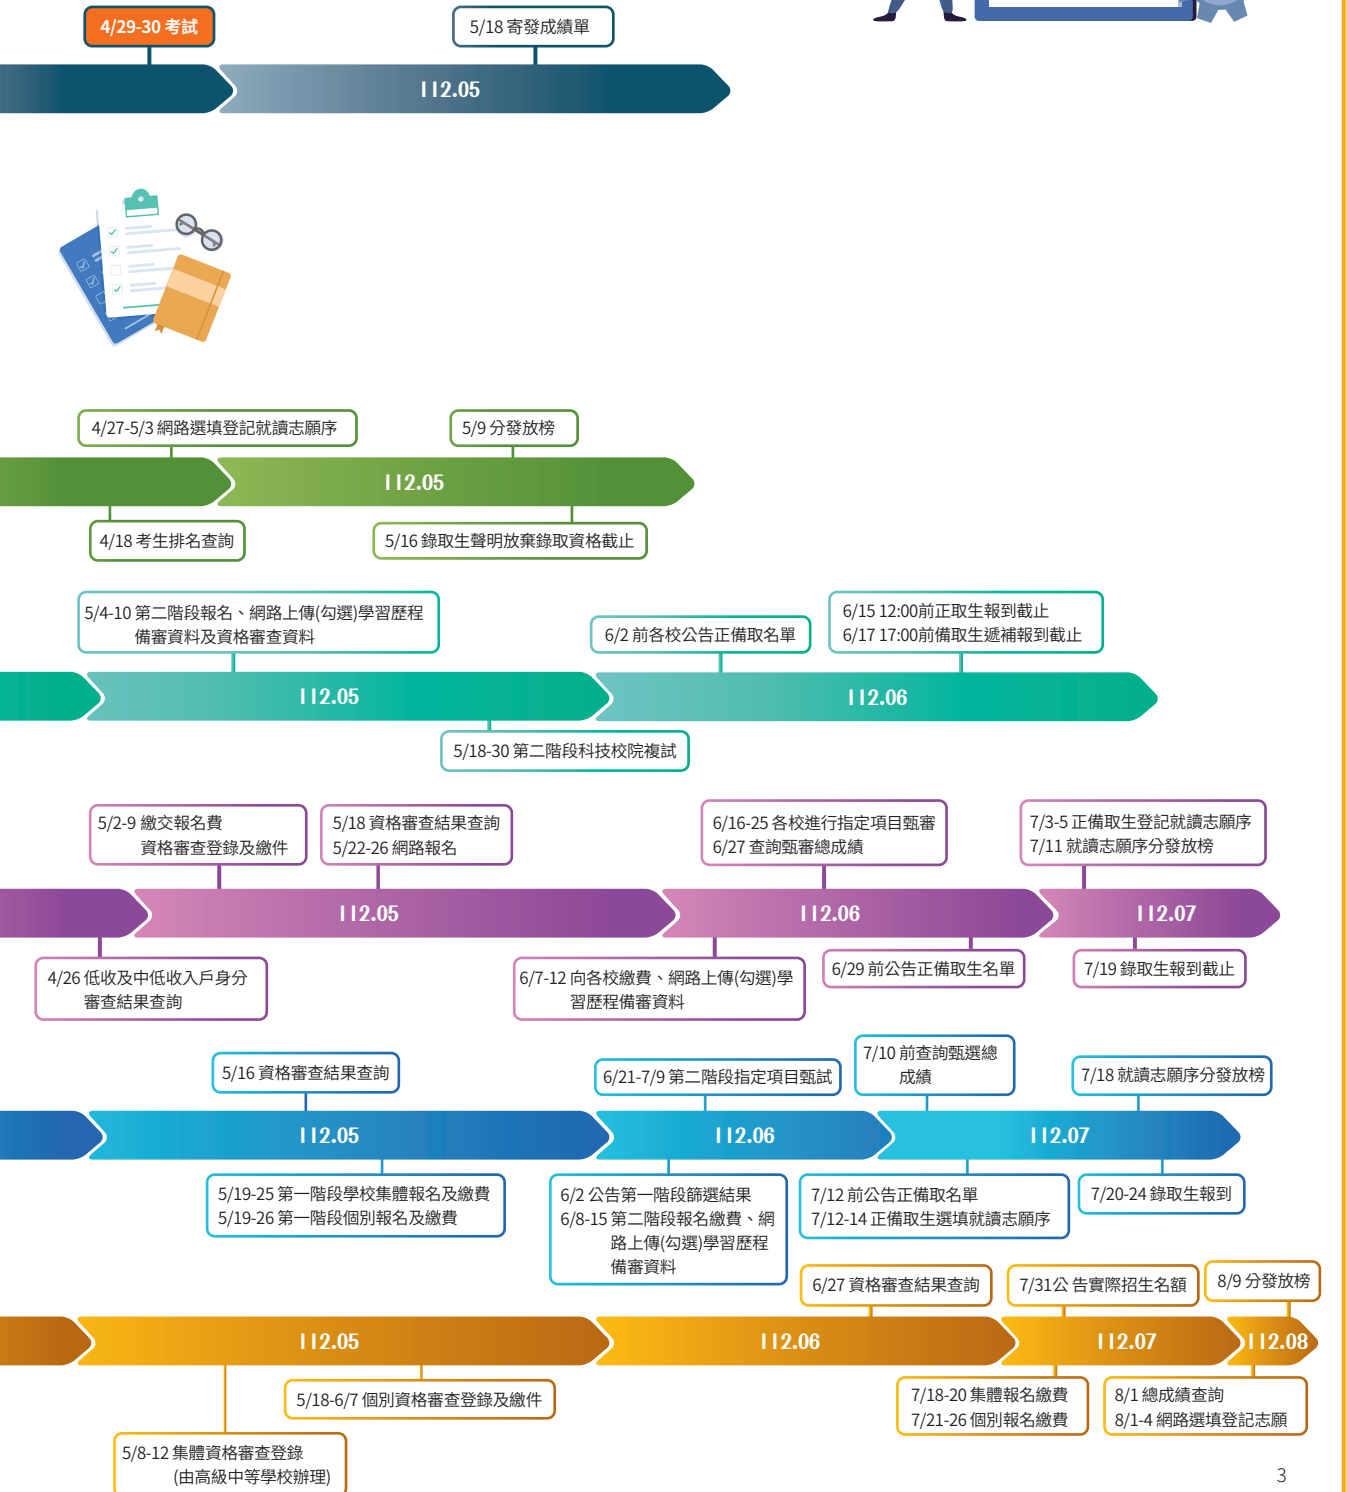 4/29-30 考試
5/18 寄發成績單
112.05
4/27-5/3 網路選填登記就讀志願序
5/9 分發放榜
112.05
4/18 考生排名查詢
5/16 錄取生聲明放棄錄取資格截止
5/4-10 第二階段報名、網路上傳(勾選)學習歷程
備審資料及資格審查資料
6/2 前各校公告正備取名單
6/15 12:00前正取生報到截止
6/17 17:00前備取生遞補報到截止
112.05
112.06
5/18-30 第二階段科技校院複試
5/2-9 繳交報名費
資格審查登錄及繳件
5/18 資格審查結果查詢
5/22-26 網路報名
6/16-25 各校進行指定項目甄審
6/27 查詢甄審總成績
7/3-5 正備取生登記就讀志願序
7/11 就讀志願序分發放榜
112.05
112.06
112.07
4/26 低收及中低收入戶身分
審查結果查詢
6/7-12 向各校繳費、網路上傳(勾選)學
習歷程備審資料
6/29 前公告正備取生名單
7/19 錄取生報到截止
5/16 資格審查結果查詢
6/21-7/9 第二階段指定項目甄試
7/10 前查詢甄選總
成績
7/18 就讀志願序分發放榜
112.05
112.06
112.07
5/19-25 第一階段學校集體報名及繳費
5/19-26 第一階段個別報名及繳費
6/2 公告第一階段篩選結果
6/8-15 第二階段報名繳費、網
路上傳(勾選)學習歷程
備審資料
7/12 前公告正備取名單
7/12-14 正備取生選填就讀志願序
7/20-24 錄取生報到
6/27 資格審查結果查詢
7/31公 告實際招生名額
8/9 分發放榜
112.05
112.06
112.07
112.08
5/18-6/7 個別資格審查登錄及繳件
7/18-20 集體報名繳費
7/21-26 個別報名繳費
8/1 總成績查詢
8/1-4 網路選填登記志願
5/8-12 集體資格審查登錄
(由高級中等學校辦理)
3